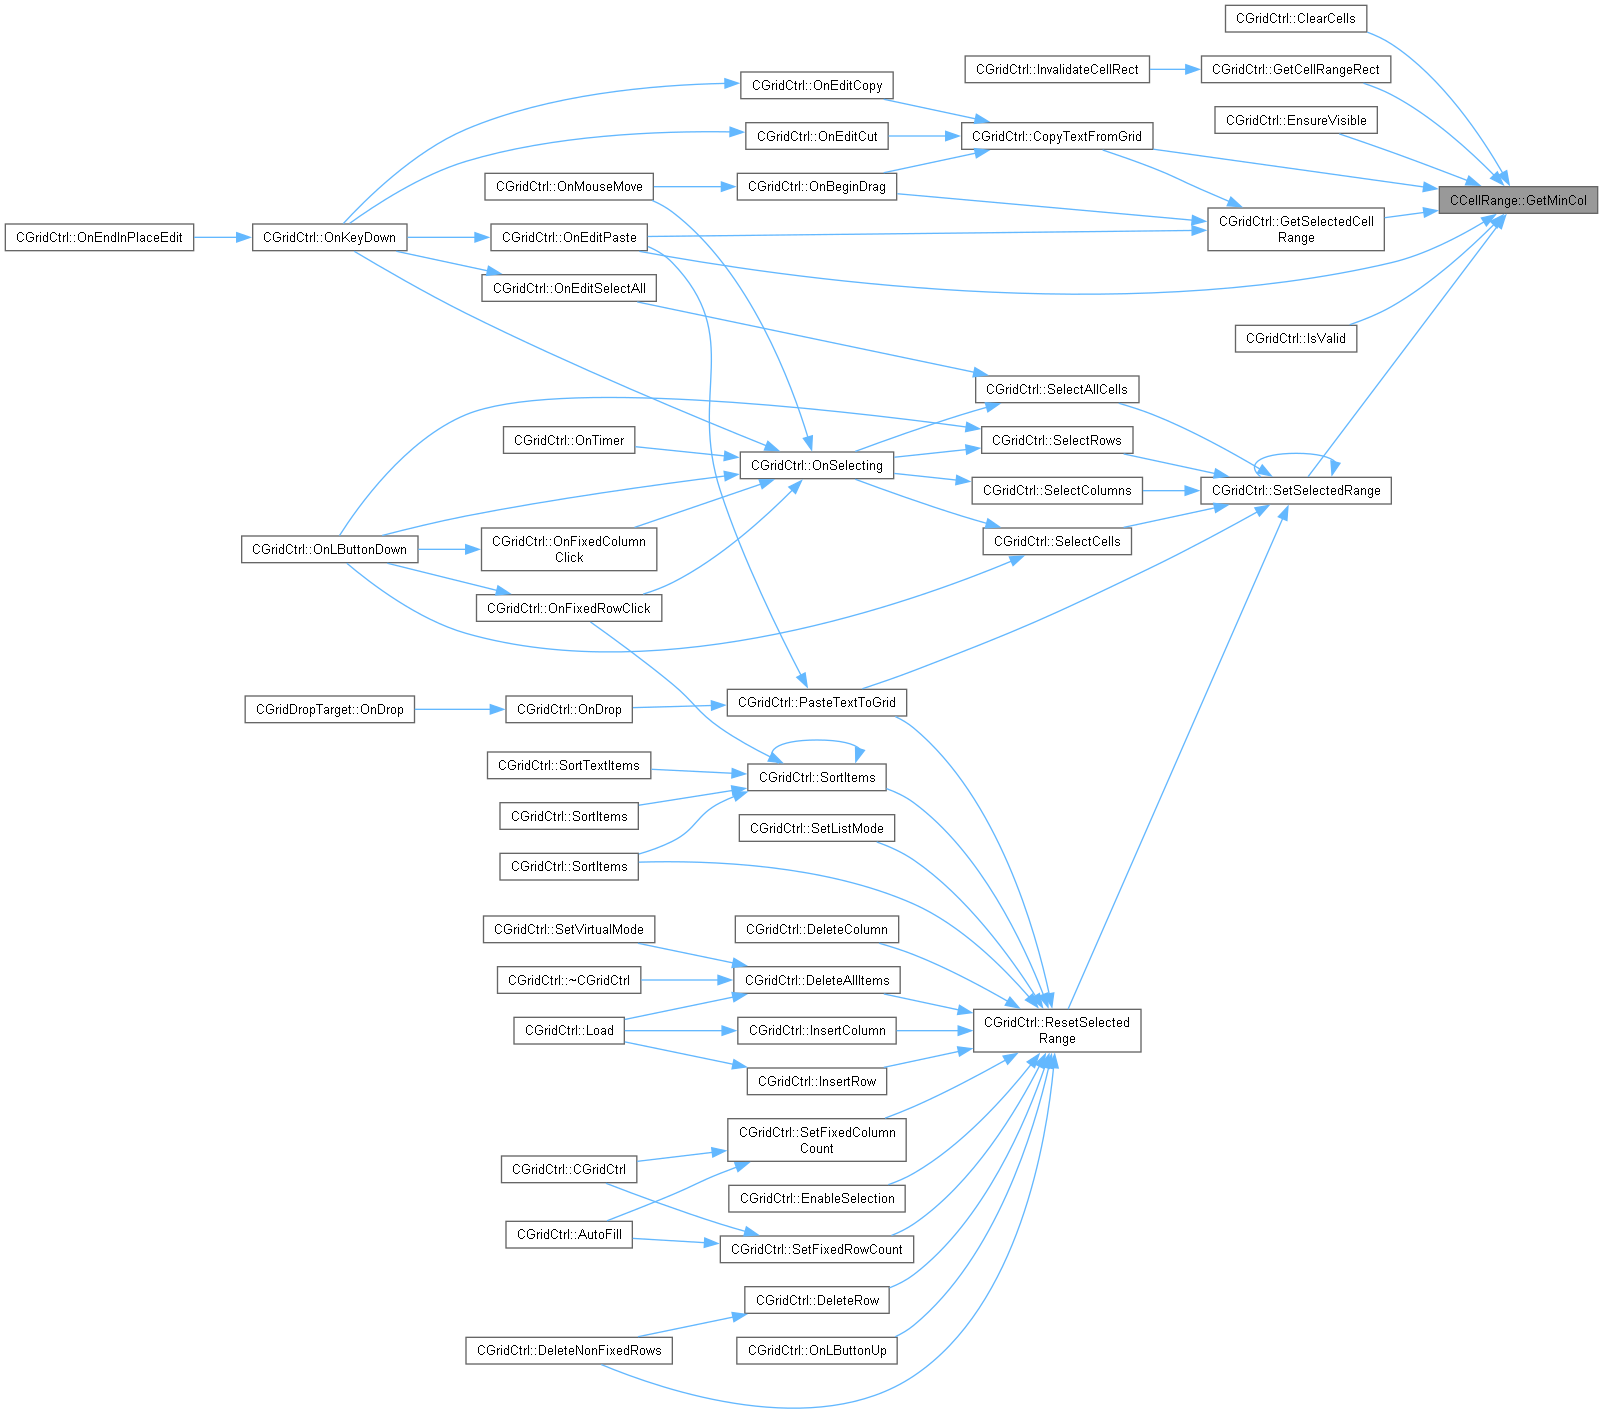 CGridCtrl::ClearCells
CGridCtrl::InvalidateCellRect
CGridCtrl::GetCellRangeRect
CGridCtrl::OnEditCopy
CGridCtrl::EnsureVisible
CGridCtrl::OnEditCut
CGridCtrl::CopyTextFromGrid
CGridCtrl::OnMouseMove
CGridCtrl::OnBeginDrag
CCellRange::GetMinCol
CGridCtrl::GetSelectedCell
Range
CGridCtrl::OnEndInPlaceEdit
CGridCtrl::OnKeyDown
CGridCtrl::OnEditPaste
CGridCtrl::OnEditSelectAll
CGridCtrl::IsValid
CGridCtrl::SelectAllCells
CGridCtrl::OnTimer
CGridCtrl::SelectRows
CGridCtrl::OnSelecting
CGridCtrl::SelectColumns
CGridCtrl::SetSelectedRange
CGridCtrl::OnLButtonDown
CGridCtrl::OnFixedColumn
Click
CGridCtrl::SelectCells
CGridCtrl::OnFixedRowClick
CGridDropTarget::OnDrop
CGridCtrl::OnDrop
CGridCtrl::PasteTextToGrid
CGridCtrl::SortTextItems
CGridCtrl::SortItems
CGridCtrl::SortItems
CGridCtrl::SetListMode
CGridCtrl::SortItems
CGridCtrl::SetVirtualMode
CGridCtrl::DeleteColumn
CGridCtrl::~CGridCtrl
CGridCtrl::DeleteAllItems
CGridCtrl::Load
CGridCtrl::InsertColumn
CGridCtrl::ResetSelected
Range
CGridCtrl::InsertRow
CGridCtrl::SetFixedColumn
Count
CGridCtrl::CGridCtrl
CGridCtrl::EnableSelection
CGridCtrl::AutoFill
CGridCtrl::SetFixedRowCount
CGridCtrl::DeleteRow
CGridCtrl::DeleteNonFixedRows
CGridCtrl::OnLButtonUp